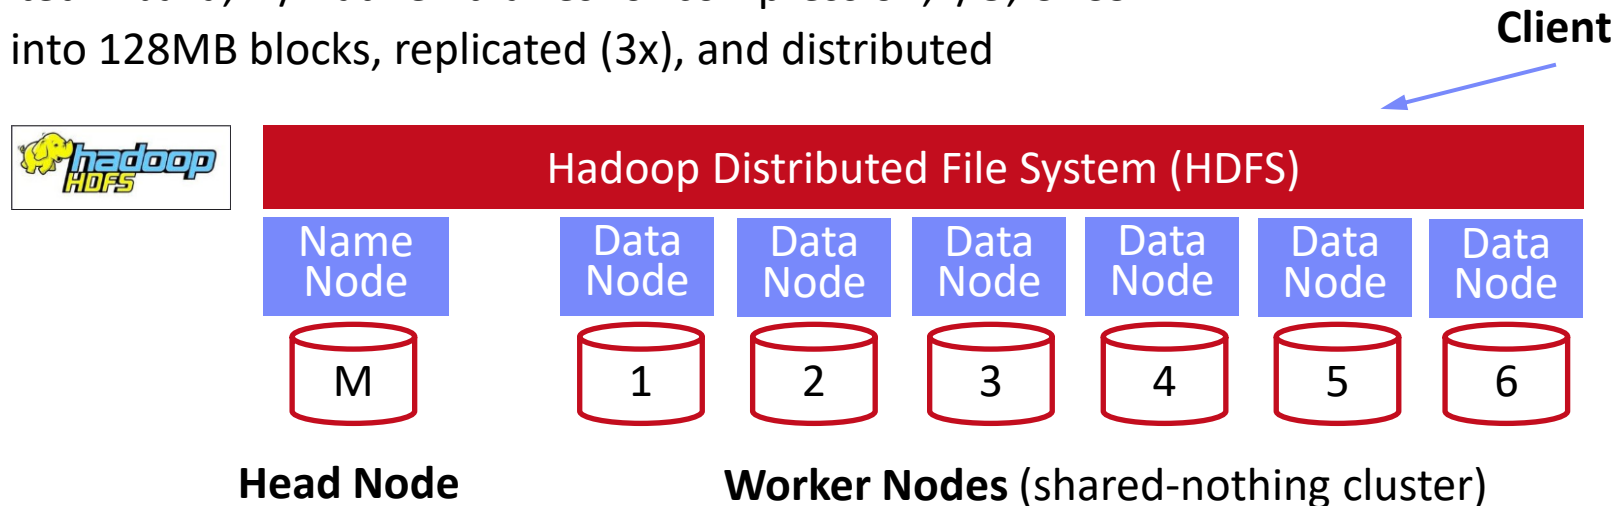 into 128MB blocks, replicated (3x), and distributed
Client
hadoop
HDFS
Hadoop Distributed File System (HDFS)
Name
Node
Data
Node
Data
Node
Data
Node
Data
Node
Data
Node
Data
Node
M
1
2
3
4
5
6
Head Node
Worker Nodes (shared-nothing cluster)